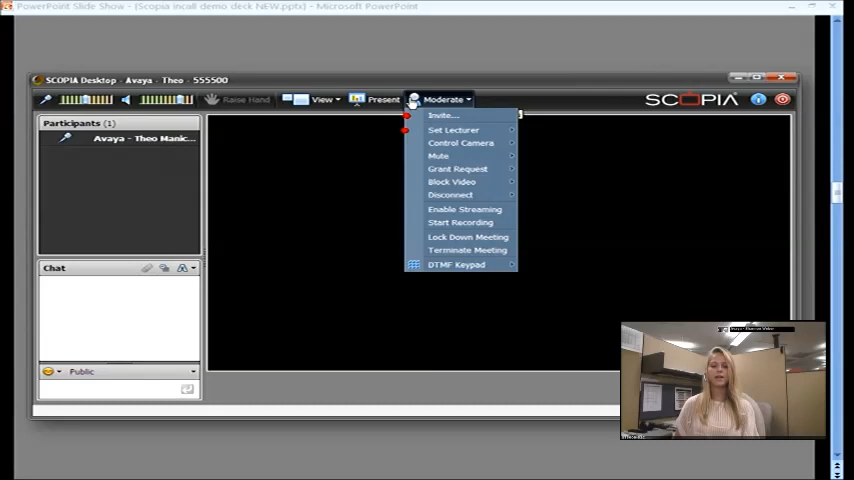 PowerPoint Slide Show - [Scopia incall demo deck NEW.pptx] - Microsoft PowerPoint
SCOPIA Desktop - Avaya - Theo - 555500
Raise Hand
View
Present
Moderate
SCOPIA
Participants (1)
Avaya - Theo Manic...
Invite...
Set Lecturer
Control Camera
Mute
Grant Request
Block Video
Disconnect
Enable Streaming
Start Recording
Lock Down Meeting
Terminate Meeting
DTMF Keypad
Chat
Public